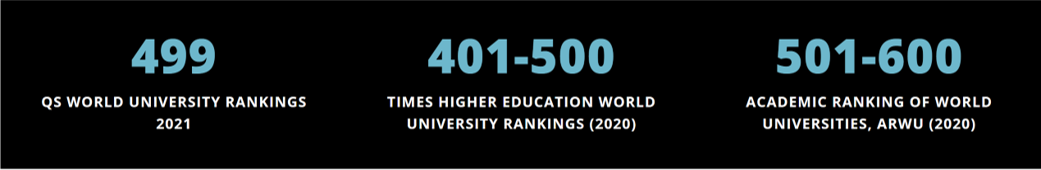 499
QS WORLD UNIVERSITY RANKINGS
2021
401-500
TIMES HIGHER EDUCATION WORLD
UNIVERSITY RANKINGS (2020)
501-600
ACADEMIC RANKING OF WORLD
UNIVERSITIES, ARWU (2020)